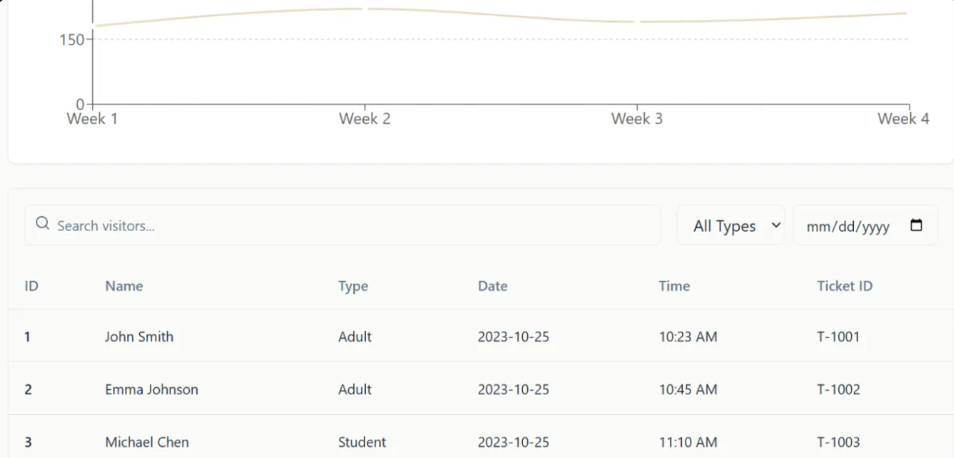 150
0
Week 1 Week 2 Week 3 Week 4
Search visitors... All Types mm/dd/yyyy
ID Name Type Date Time Ticket ID
1 John Smith Adult 2023-10-25 10:23 AM T-1001
2 Emma Johnson Adult 2023-10-25 10:45 AM T-1002
3 Michael Chen Student 2023-10-25 11:10 AM T-1003